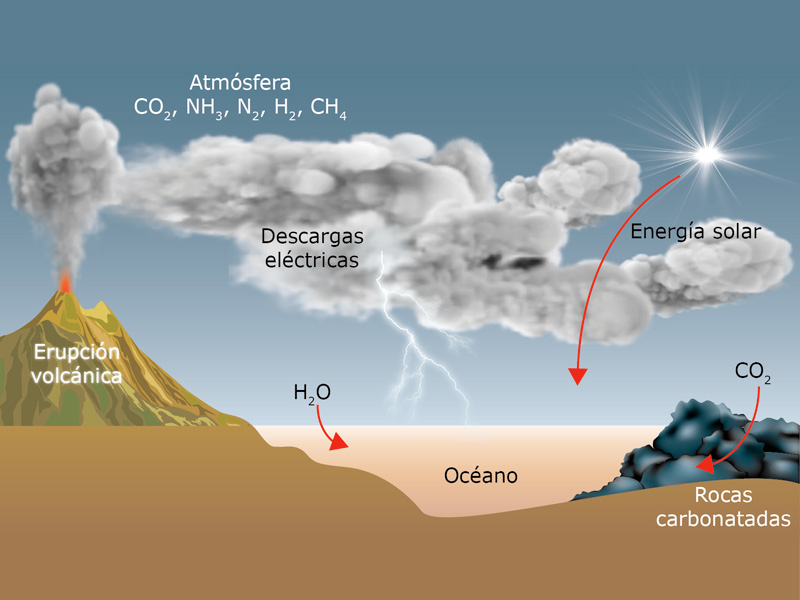 Atmósfera
CO₂, NH₃, N₂, H₂, CH₄
Descargas
eléctricas
Energía solar
Erupción
volcánica
H₂O
CO₂
Océano
Rocas
carbonatadas